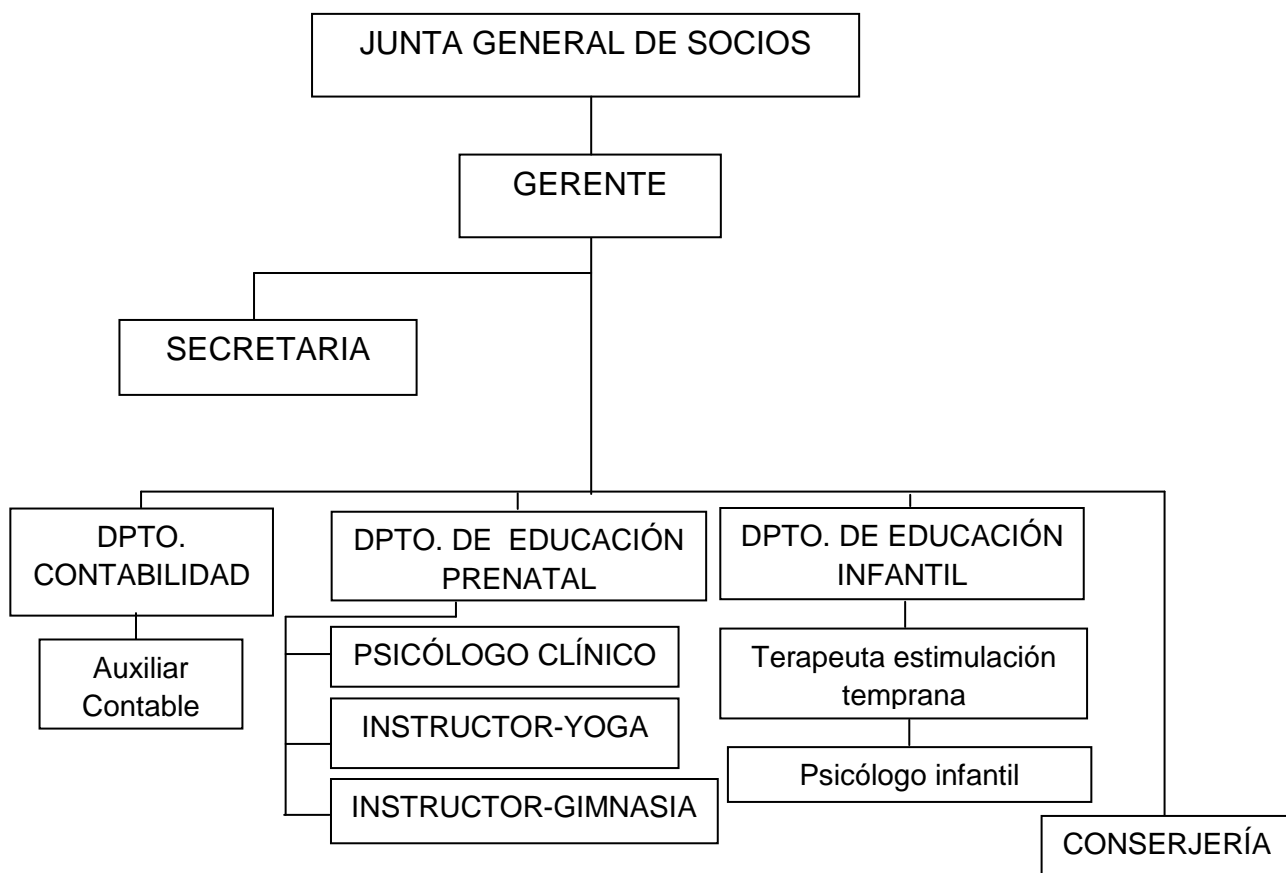 JUNTA GENERAL DE SOCIOS
GERENTE
SECRETARIA
DPTO.
CONTABILIDAD
Auxiliar
Contable
DPTO. DE EDUCACIÓN
PRENATAL
PSICÓLOGO CLÍNICO
INSTRUCTOR-YOGA
INSTRUCTOR-GIMNASIA
DPTO. DE EDUCACIÓN
INFANTIL
Terapeuta estimulación
temprana
Psicólogo infantil
CONSERJERÍA